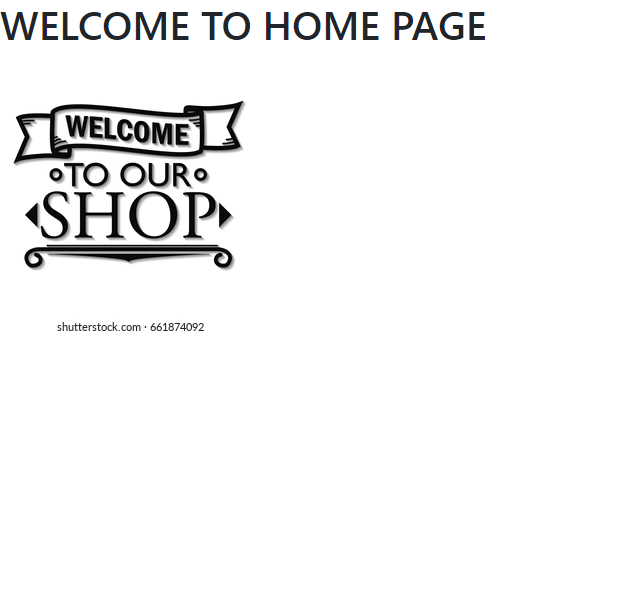 WELCOME TO HOME PAGE
WELCOME
TO OUR
SHOP
shutterstock.com · 661874092